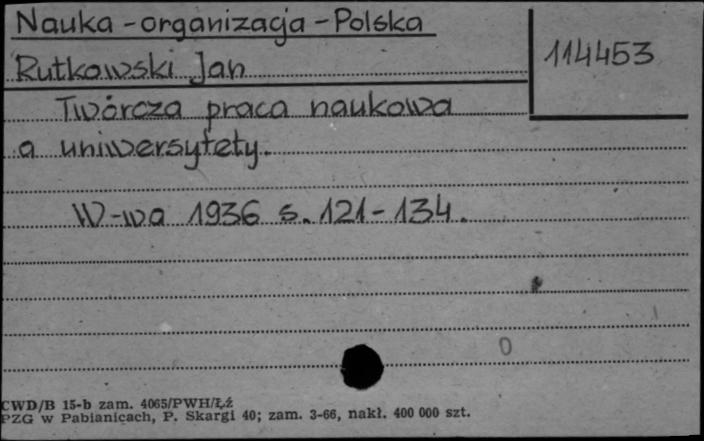 Nauka - organizacja - Polska
114453
Rutkowski Jan
Twórcza praca naukowa
a uniwersytety.
W-wa 1936 s. 121-134.
0
CWD/B 15-b zam. 4065/PWH/Łź
PZG w Pabianicach, P. Skargi 40; zam. 3-66, nakł. 400 000 szt.